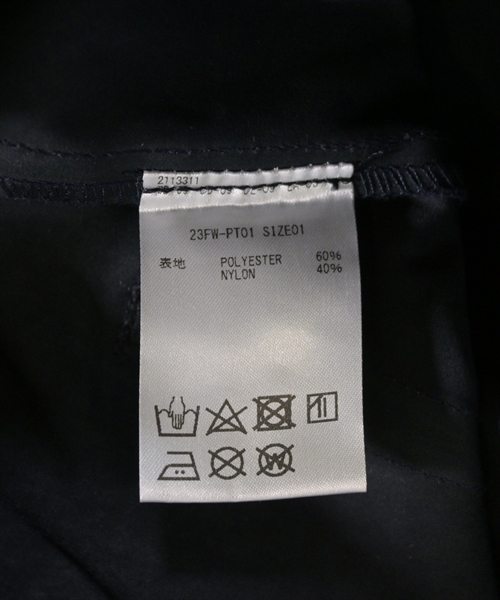 2113311
23FW-PT01 SIZE01
表地 POLYESTER 60%
NYLON 40%
W